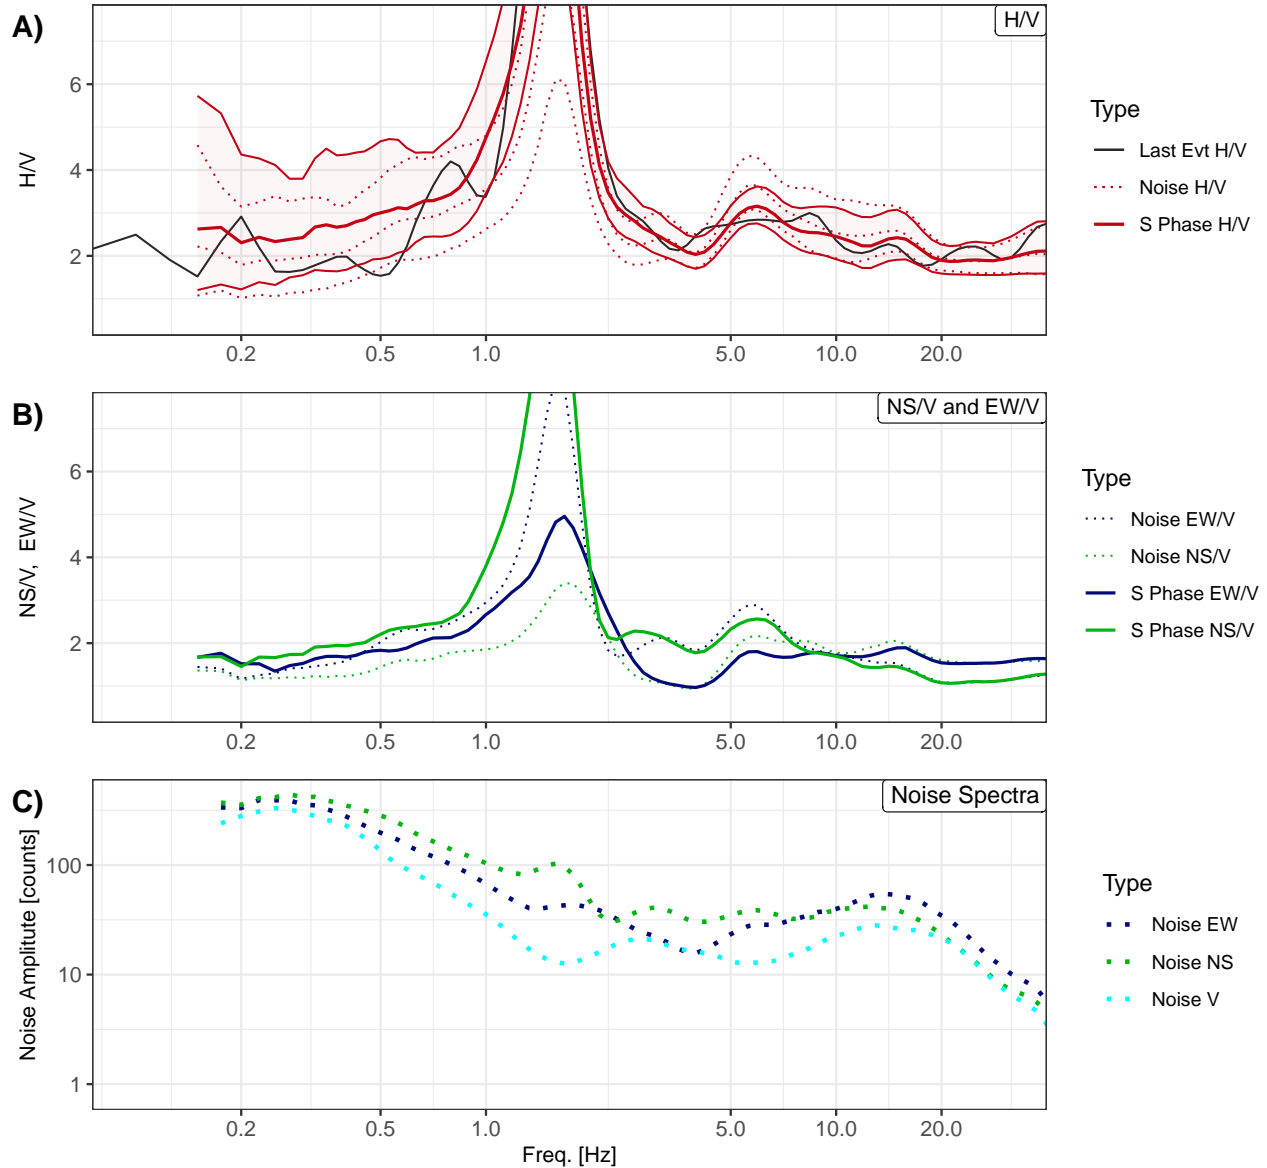 A)
H/V
6
4
2
H/V
0.2 0.5 1.0 5.0 10.0 20.0
Type
Last Evt H/V
Noise H/V
S Phase H/V
B)
NS/V and EW/V
6
4
2
NS/V,  EW/V
0.2 0.5 1.0 5.0 10.0 20.0
Type
Noise EW/V
Noise NS/V
S Phase EW/V
S Phase NS/V
C)
Noise Spectra
100
10
1
Noise Amplitute [counts]
0.2 0.5 1.0 5.0 10.0 20.0
Freq. [Hz]
Type
Noise EW
Noise NS
Noise V